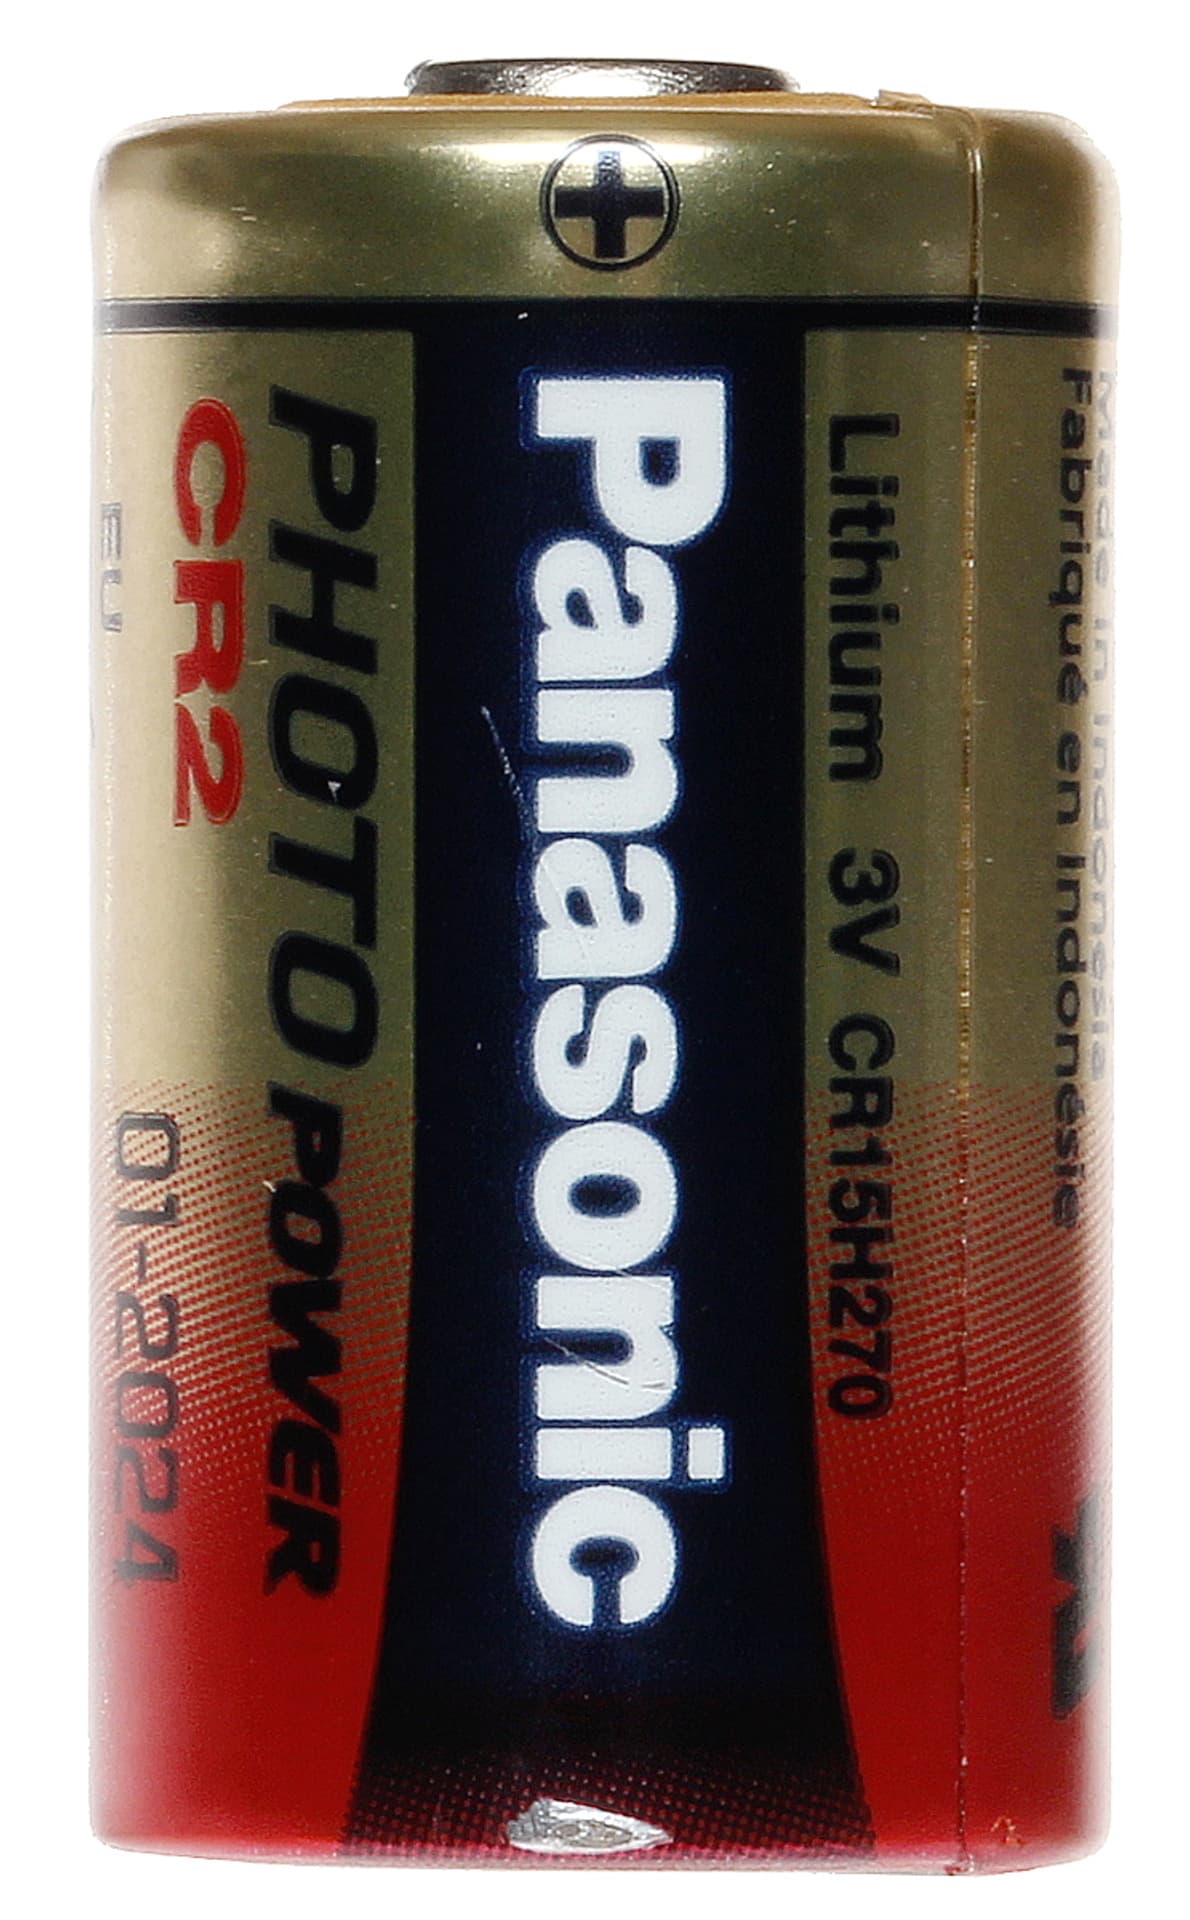 +
Made in Indonesia
Fabriqué en Indonésie
Lithium 3V CR15H270
Panasonic
PHOTO POWER
CR2
EU
01-2024